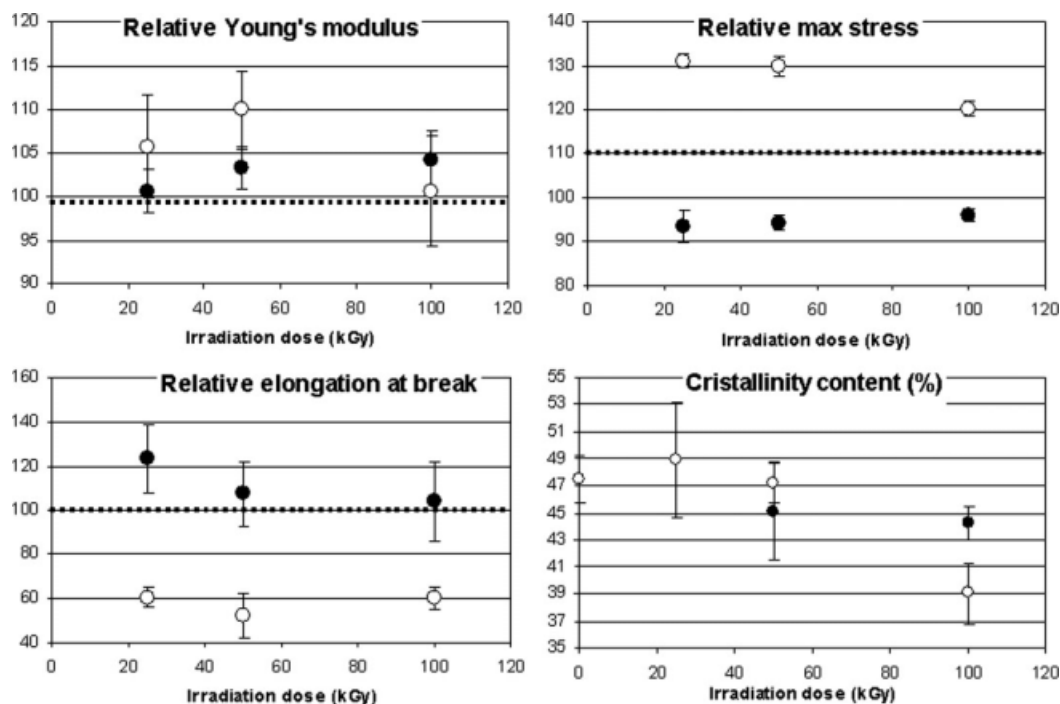 Relative Young's modulus
120
115
110
105
100
95
90
0 20 40 60 80 100 120
Irradiation dose (kGy)
Relative max stress
140
130
120
110
100
90
80
0 20 40 60 80 100 120
Irradiation dose (kGy)
Relative elongation at break
160
140
120
100
80
60
40
0 20 40 60 80 100 120
Irradiation dose (kGy)
Cristallinity content (%)
55
53
51
49
47
45
43
41
39
37
35
0 20 40 60 80 100 120
Irradiation dose (kGy)